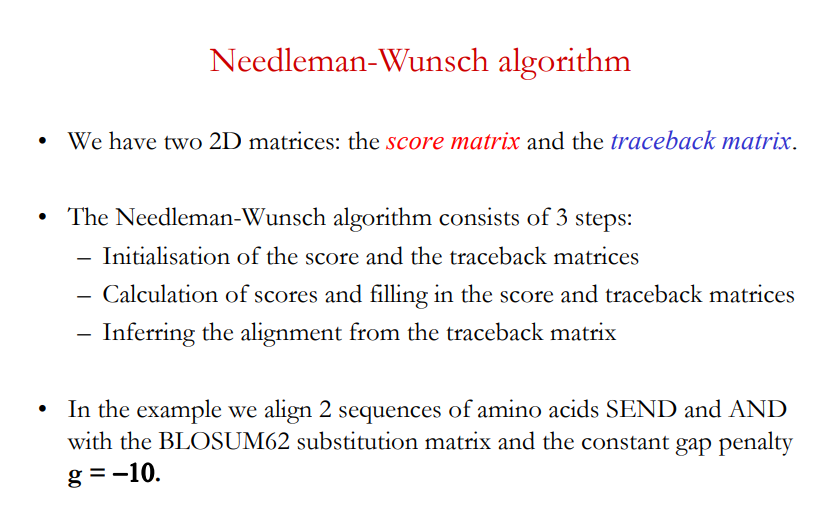 Needleman-Wunsch algorithm
• We have two 2D matrices: the score matrix and the traceback matrix.
• The Needleman-Wunsch algorithm consists of 3 steps:
– Initialisation of the score and the traceback matrices
– Calculation of scores and filling in the score and traceback matrices
– Inferring the alignment from the traceback matrix
• In the example we align 2 sequences of amino acids SEND and AND
with the BLOSUM62 substitution matrix and the constant gap penalty
g = −10.